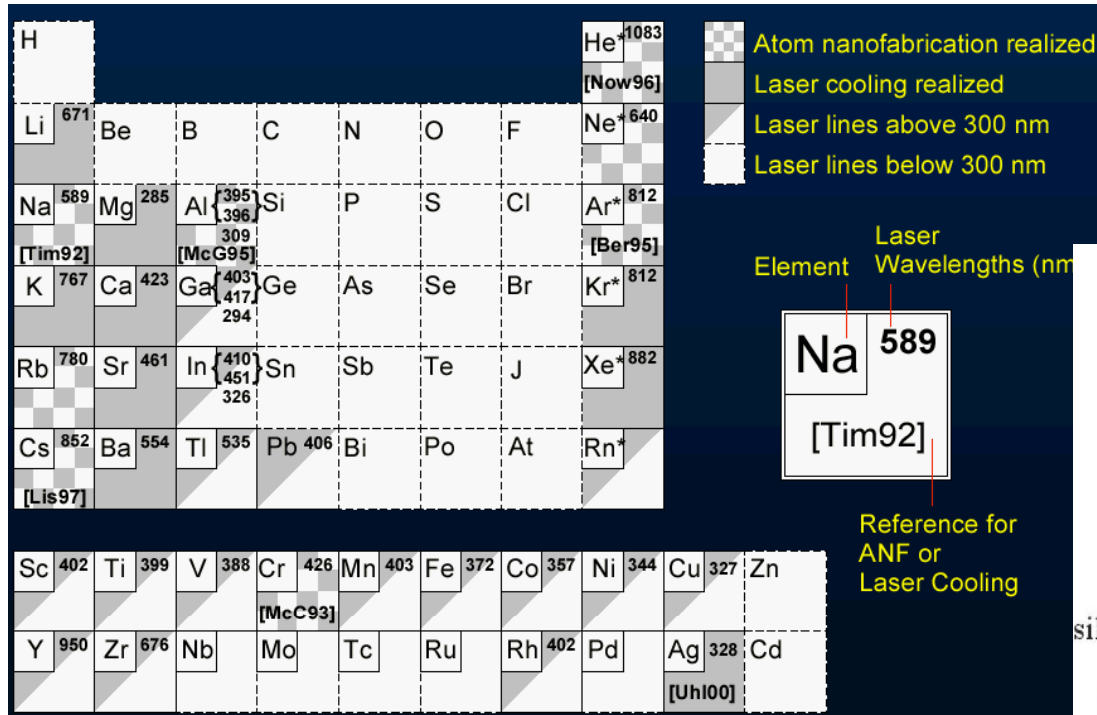 H He* 1083
[Now96]
Li 671 Be B C N O F Ne* 640
Na 589 Mg 285 Al {395 396} 309 Si P S Cl Ar* 812
[Tim92] [McG95] [Ber95]
K 767 Ca 423 Ga {403 417} 294 Ge As Se Br Kr* 812
Rb 780 Sr 461 In {410 451} 326 Sn Sb Te J Xe* 882
Cs 852 Ba 554 Tl 535 Pb 406 Bi Po At Rn*
[Lis97]
Sc 402 Ti 399 V 388 Cr 426 Mn 403 Fe 372 Co 357 Ni 344 Cu 327 Zn
[McC93]
Y 950 Zr 676 Nb Mo Tc Ru Rh 402 Pd Ag 328 Cd
[Uhl00]
Atom nanofabrication realized
Laser cooling realized
Laser lines above 300 nm
Laser lines below 300 nm
Laser
Element Wavelengths (nm
Na 589
[Tim92]
Reference for
ANF or
Laser Cooling